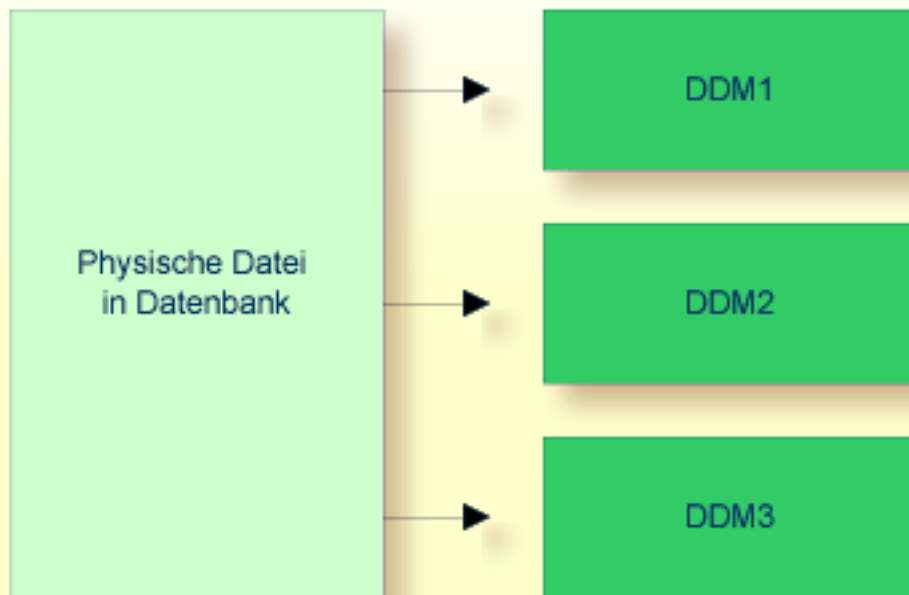 Physische Datei
in Datenbank
DDM1
DDM2
DDM3